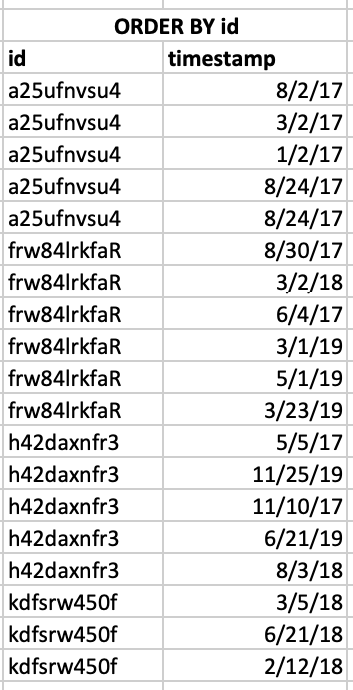 ORDER BY id
id timestamp
a25ufnvsu4 8/2/17
a25ufnvsu4 3/2/17
a25ufnvsu4 1/2/17
a25ufnvsu4 8/24/17
a25ufnvsu4 8/24/17
frw84lrkfaR 8/30/17
frw84lrkfaR 3/2/18
frw84lrkfaR 6/4/17
frw84lrkfaR 3/1/19
frw84lrkfaR 5/1/19
frw84lrkfaR 3/23/19
h42daxnfr3 5/5/17
h42daxnfr3 11/25/19
h42daxnfr3 11/10/17
h42daxnfr3 6/21/19
h42daxnfr3 8/3/18
kdfsrw450f 3/5/18
kdfsrw450f 6/21/18
kdfsrw450f 2/12/18